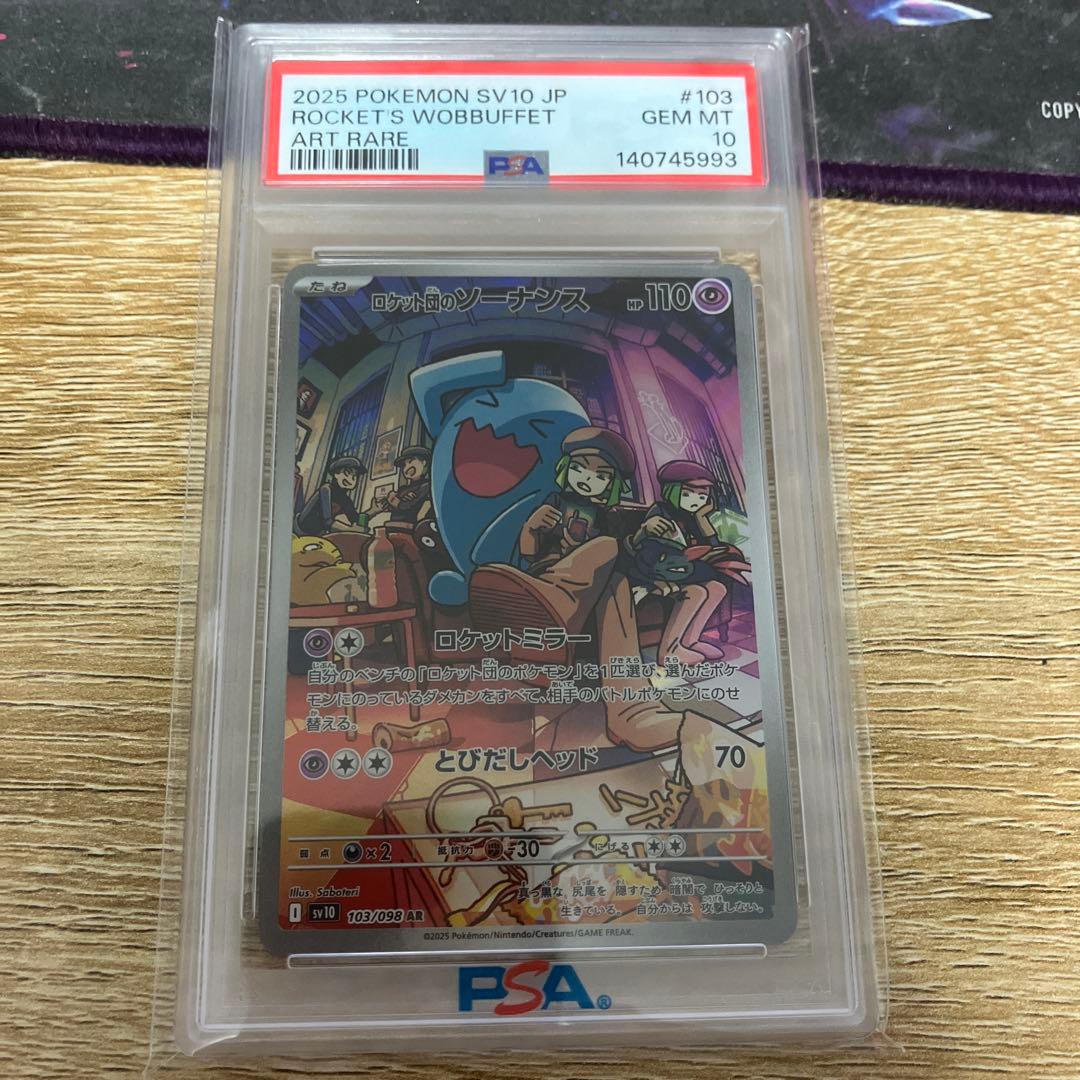 COPY
2025 POKEMON SV10 JP #103
ROCKET'S WOBBUFFET GEM MT
ART RARE 10
PSA 140745993
たね ロケット団のソーナンス HP110
ロケットミラー
自分のベンチの「ロケット団のポケモン」を1匹選び、選んだポケ
モンにのっているダメカンをすべて、相手のバトルポケモンにのせ
替える。
とびだしヘッド 70
弱点 ×2 抵抗力 -30 にげる
Illus. Saboteri
真っ黒な 尻尾を 隠すため 暗闇で ひっそりと
生きている。 自分からは 攻撃しない。
I sv10 103/098 AR
©2025 Pokémon/Nintendo/Creatures/GAME FREAK.
PSA®